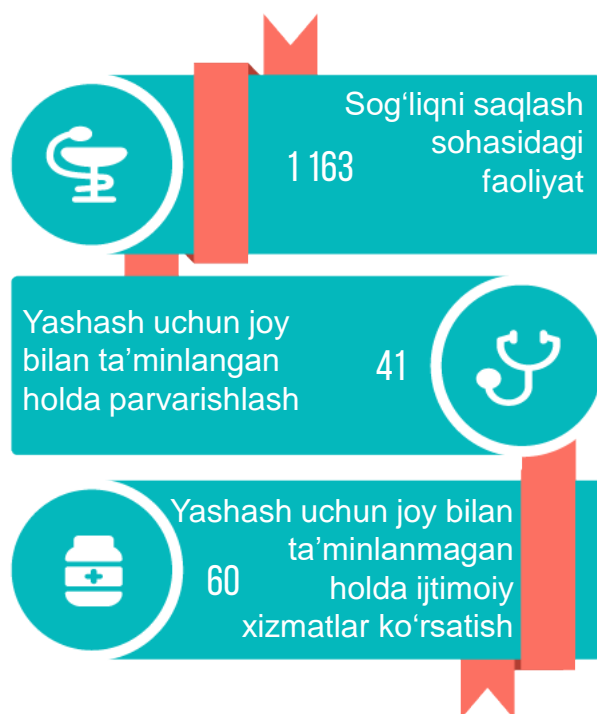 Sog‘liqni saqlash
sohasidagi
faoliyat
1 163
Yashash uchun joy
bilan ta’minlangan
holda parvarishlash
41
Yashash uchun joy bilan
ta’minlanmagan
holda ijtimoiy
xizmatlar ko‘rsatish
60